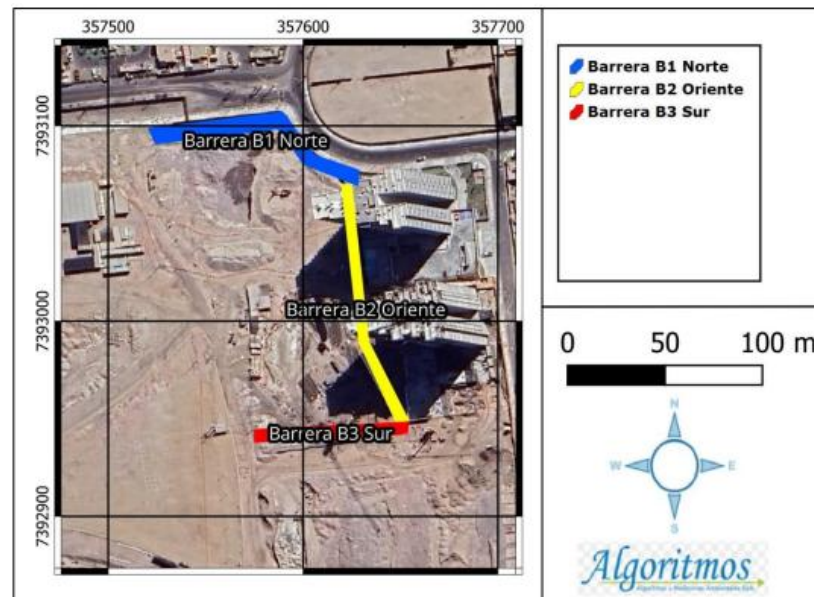 357500 357600 357700
7393100
7393000
7392900
Barrera B1 Norte
Barrera B2 Oriente
Barrera B3 Sur
Barrera B1 Norte
Barrera B2 Oriente
Barrera B3 Sur
0 50 100 m
N
W E
S
Algoritmos